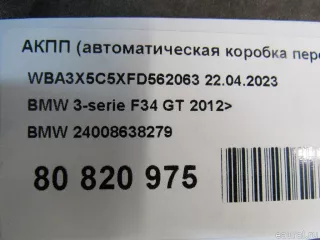 АКПП (автоматическая коробка пере
WBA3X5C5XFD562063 22.04.2023
BMW 3-serie F34 GT 2012>
BMW 24008638279
80 820 975